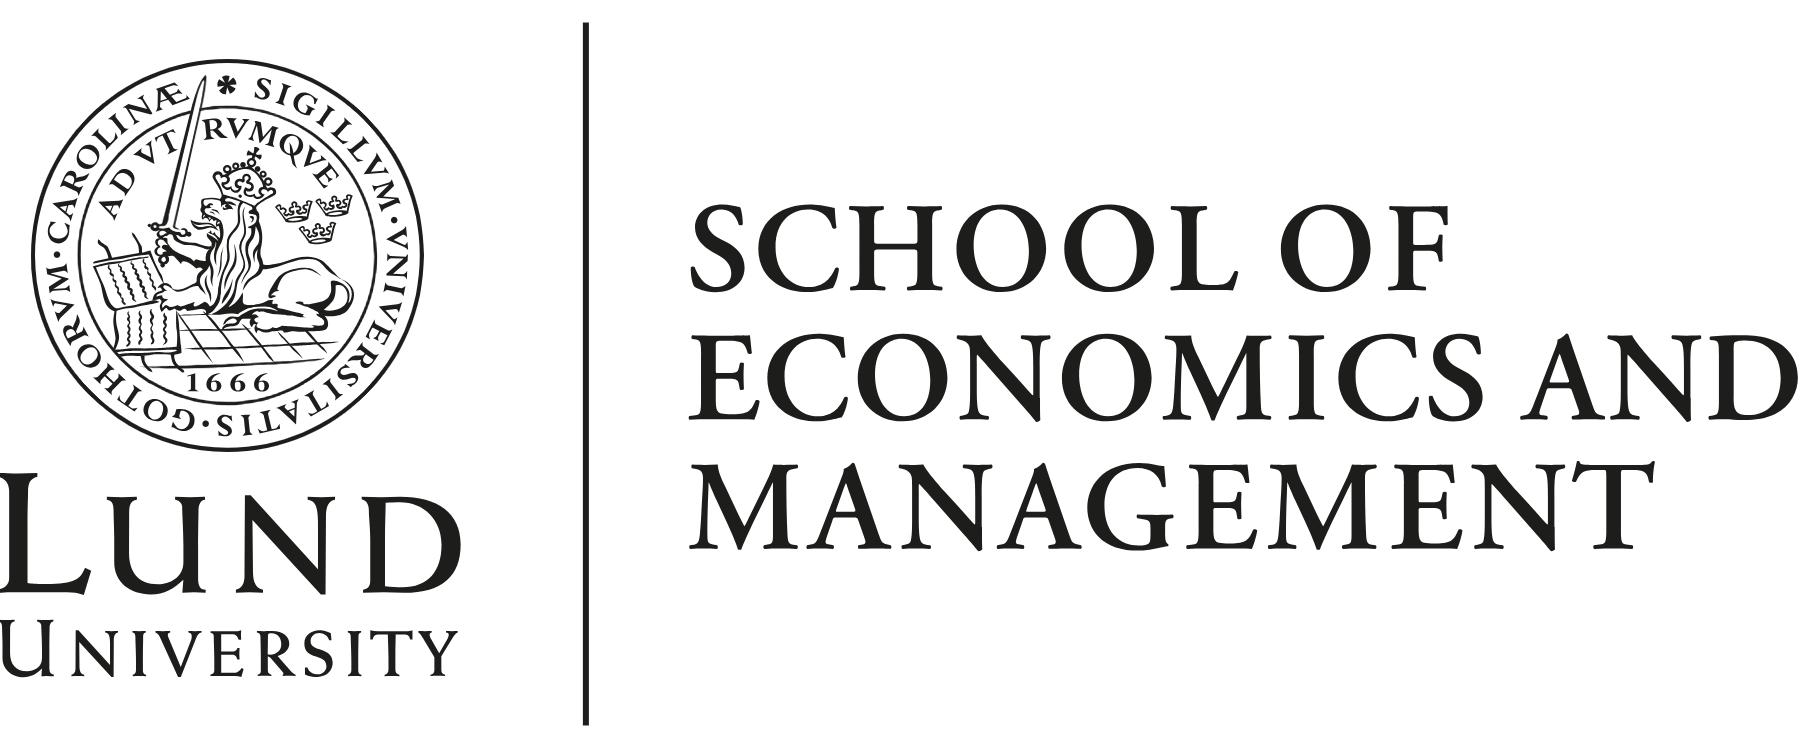 * SIGILLVM · VNIVERSITATIS · GOTHORVM · CAROLINÆ
AD VTRVMQVE
1666
LUND
UNIVERSITY
SCHOOL OF
ECONOMICS AND
MANAGEMENT